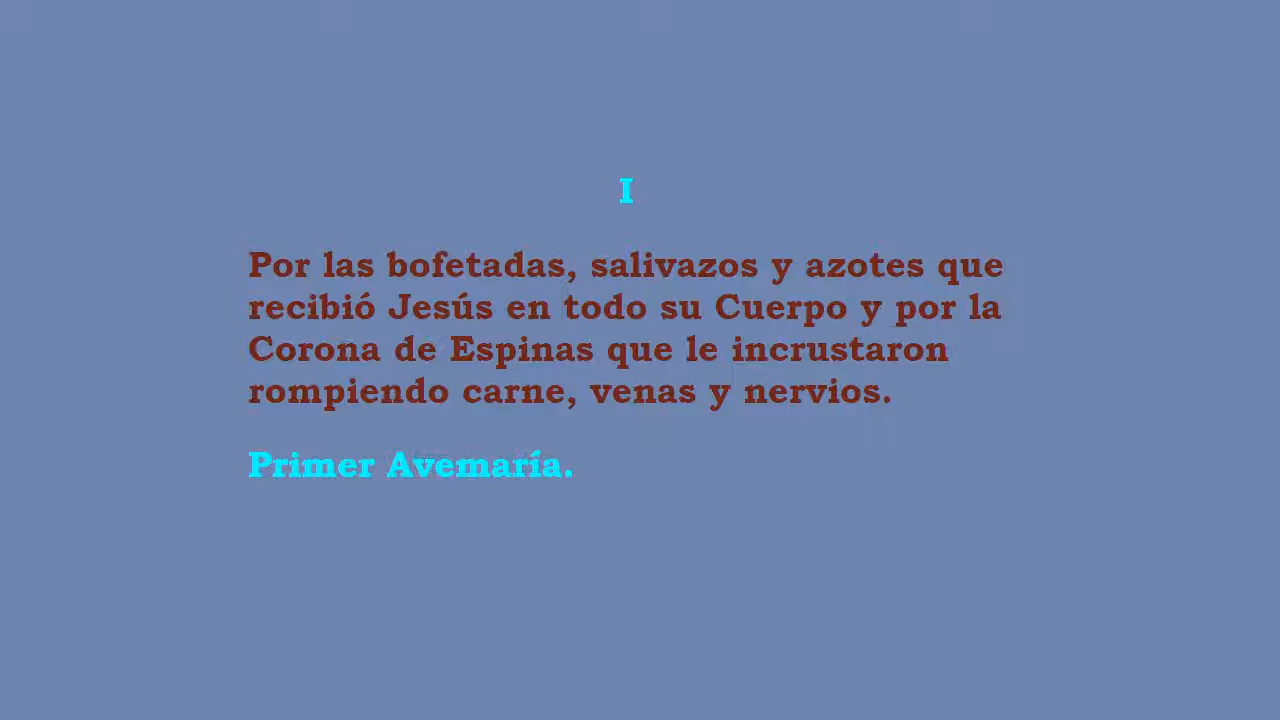 I
Por las bofetadas, salivazos y azotes que
recibió Jesús en todo su Cuerpo y por la
Corona de Espinas que le incrustaron
rompiendo carne, venas y nervios.
Primer Avemaría.